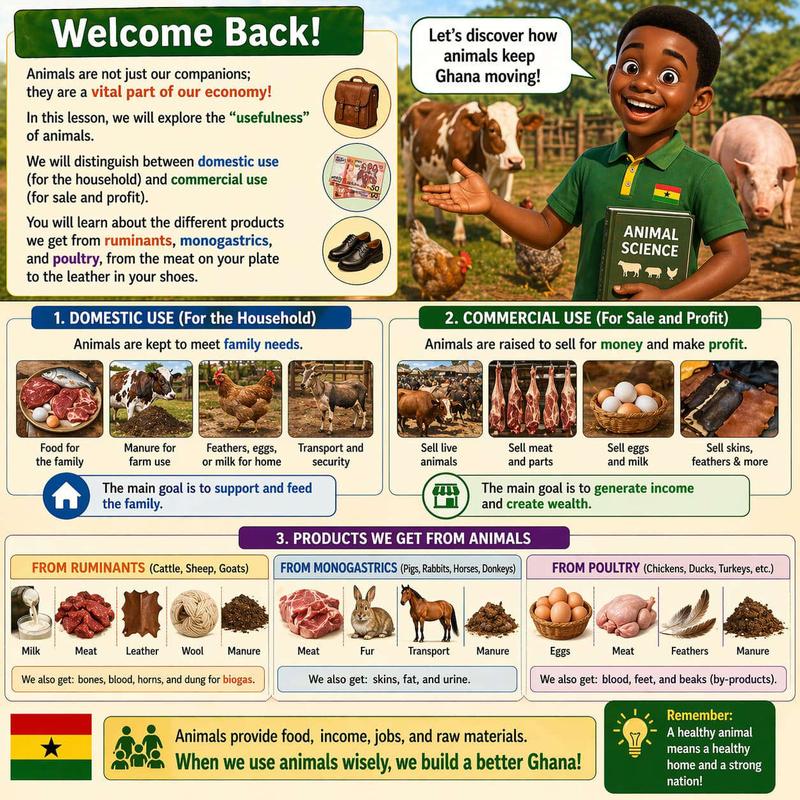 Welcome Back!
Animals are not just our companions;
they are a vital part of our economy!
In this lesson, we will explore the “usefulness”
of animals.
We will distinguish between domestic use
(for the household) and commercial use
(for sale and profit).
You will learn about the different products
we get from ruminants, monogastrics,
and poultry, from the meat on your plate
to the leather in your shoes.
Let’s discover how
animals keep
Ghana moving!
ANIMAL
SCIENCE
1. DOMESTIC USE (For the Household)
Animals are kept to meet family needs.
Food for
the family
Manure for
farm use
Feathers, eggs,
or milk for home
Transport and
security
The main goal is to support and feed
the family.
2. COMMERCIAL USE (For Sale and Profit)
Animals are raised to sell for money and make profit.
Sell live
animals
Sell meat
and parts
Sell eggs
and milk
Sell skins,
feathers & more
The main goal is to generate income
and create wealth.
3. PRODUCTS WE GET FROM ANIMALS
FROM RUMINANTS (Cattle, Sheep, Goats)
Milk
Meat
Leather
Wool
Manure
We also get: bones, blood, horns, and dung for biogas.
FROM MONOGASTRICS (Pigs, Rabbits, Horses, Donkeys)
Meat
Fur
Transport
Manure
We also get: skins, fat, and urine.
FROM POULTRY (Chickens, Ducks, Turkeys, etc.)
Eggs
Meat
Feathers
Manure
We also get: blood, feet, and beaks (by-products).
Animals provide food, income, jobs, and raw materials.
When we use animals wisely, we build a better Ghana!
Remember:
A healthy animal
means a healthy
home and a strong
nation!